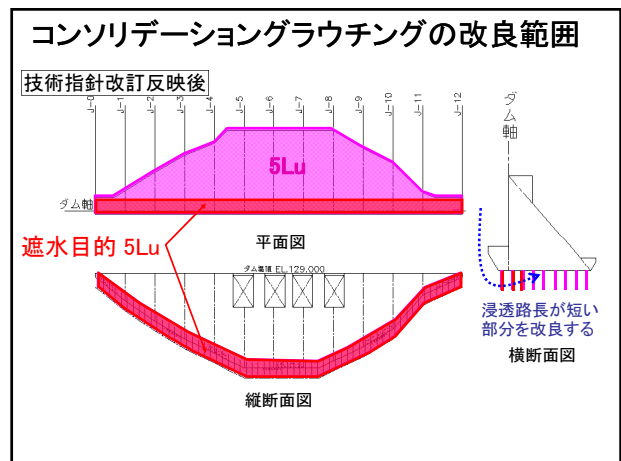 コンソリデーショングラウチングの改良範囲
技術指針改訂反映後
J-0
J-1
J-2
J-3
J-4
J-5
J-6
J-7
J-8
J-9
J-10
J-11
J-12
ダム軸
5Lu
ダム軸
平面図
遮水目的 5Lu
ダム堤頂 EL.129.000
浸透路長が短い
部分を改良する
横断面図
縦断面図